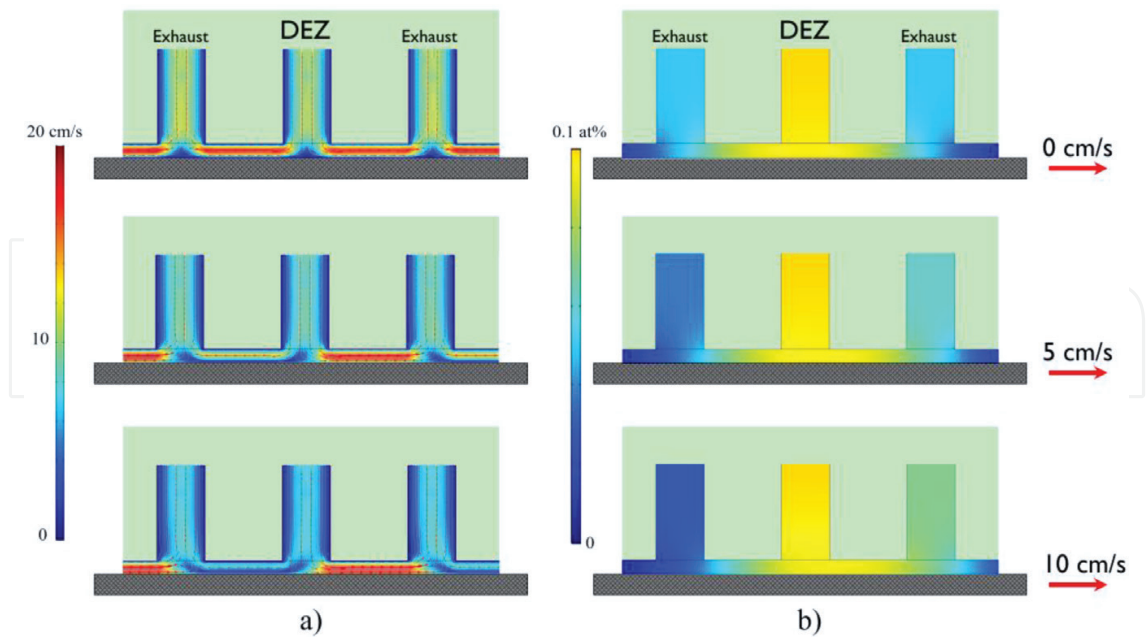 Exhaust DEZ Exhaust
20 cm/s
10
0
a)
Exhaust DEZ Exhaust
0.1 at%
0
b)
0 cm/s
5 cm/s
10 cm/s